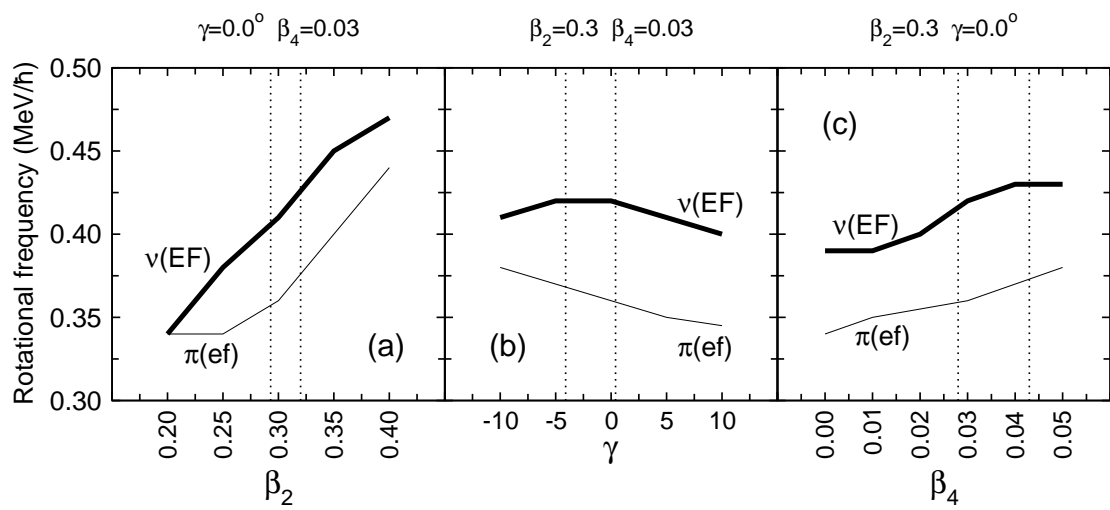 γ=0.0° β₄=0.03
β₂=0.3 β₄=0.03
β₂=0.3 γ=0.0°
Rotational frequency (MeV/ħ)
0.50
0.45
0.40
0.35
0.30
ν(EF)
π(ef)
(a)
0.20 0.25 0.30 0.35 0.40
β₂
ν(EF)
π(ef)
(b)
-10 -5 0 5 10
γ
(c)
ν(EF)
π(ef)
0.00 0.01 0.02 0.03 0.04 0.05
β₄